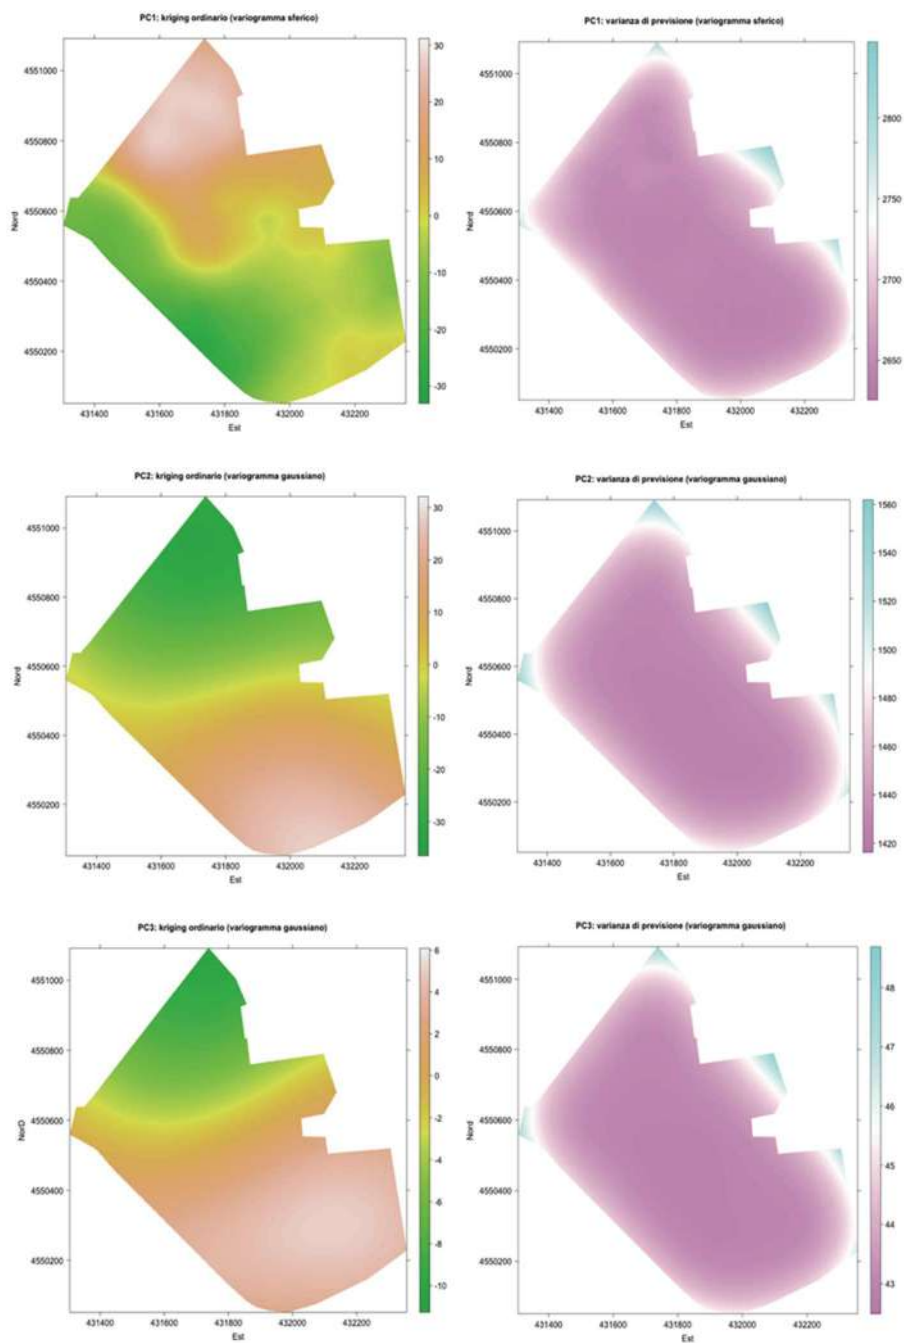 PC1: kriging ordinario (variogramma sferico)
4551000
4550800
4550600
4550400
4550200
Nord
431400 431600 431800 432000 432200
Est
30
20
10
0
-10
-20
-30
PC1: varianza di previsione (variogramma sferico)
4551000
4550800
4550600
4550400
4550200
Nord
431400 431600 431800 432000 432200
Est
2800
2750
2700
2650
PC2: kriging ordinario (variogramma gaussiano)
4551000
4550800
4550600
4550400
4550200
Nord
431400 431600 431800 432000 432200
Est
30
20
10
0
-10
-20
-30
PC2: varianza di previsione (variogramma gaussiano)
4551000
4550800
4550600
4550400
4550200
Nord
431400 431600 431800 432000 432200
Est
1560
1540
1520
1500
1480
1460
1440
1420
PC3: kriging ordinario (variogramma gaussiano)
4551000
4550800
4550600
4550400
4550200
NorD
431400 431600 431800 432000 432200
Est
6
4
2
0
-2
-4
-6
-8
-10
PC3: varianza di previsione (variogramma gaussiano)
4551000
4550800
4550600
4550400
4550200
Nord
431400 431600 431800 432000 432200
Est
48
47
46
45
44
43